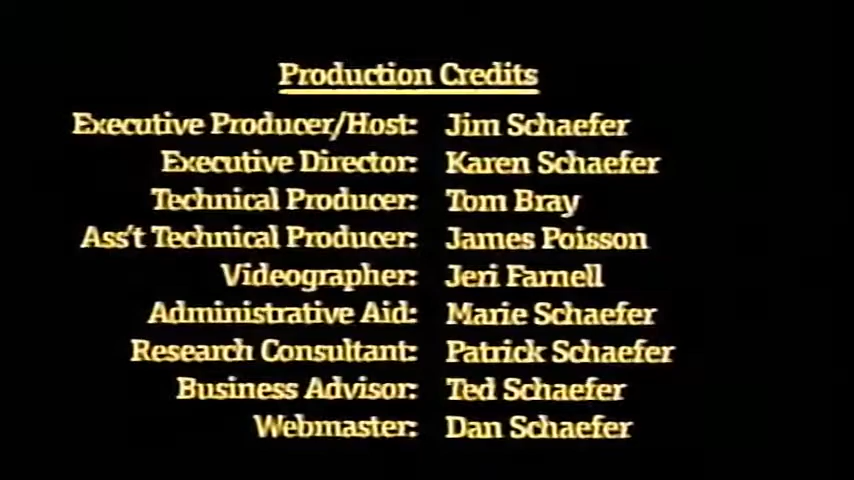 Production Credits
Executive Producer/Host: Jim Schaefer
Executive Director: Karen Schaefer
Technical Producer: Tom Bray
Ass't Technical Producer: James Poisson
Videographer: Jeri Farnell
Administrative Aid: Marie Schaefer
Research Consultant: Patrick Schaefer
Business Advisor: Ted Schaefer
Webmaster: Dan Schaefer